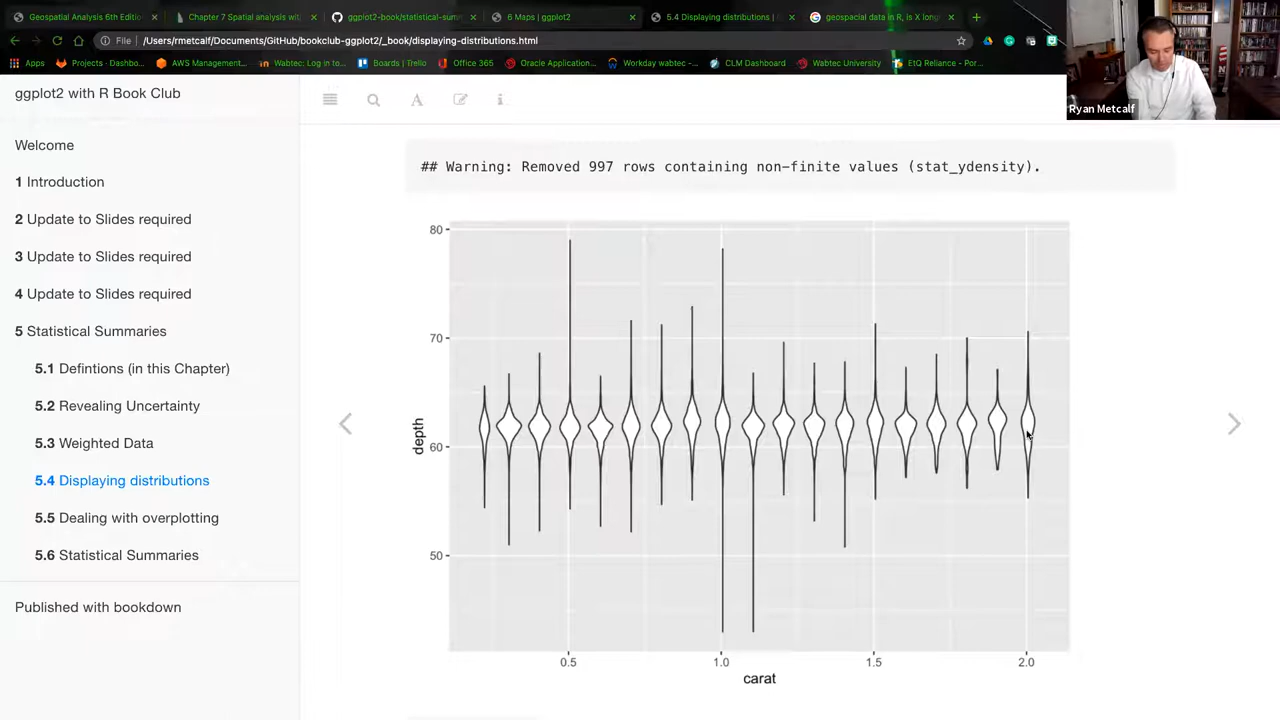 Geospatial Analysis 6th Editi
Chapter 7 Spatial analysis wit
ggplot2-book/statistical-sum
6 Maps | ggplot2
5.4 Displaying distributions |
geospacial data in R, is X long
File | /Users/rmetcalf/Documents/GitHub/bookclub-ggplot2/_book/displaying-distributions.html
Apps
Projects · Dashbo...
AWS Management...
Wabtec: Log in to...
Boards | Trello
Office 365
Oracle Application...
Workday wabtec -...
CLM Dashboard
Wabtec University
EtQ Reliance - Por...
Ryan Metcalf
ggplot2 with R Book Club
Welcome
1 Introduction
2 Update to Slides required
3 Update to Slides required
4 Update to Slides required
5 Statistical Summaries
5.1 Defintions (in this Chapter)
5.2 Revealing Uncertainty
5.3 Weighted Data
5.4 Displaying distributions
5.5 Dealing with overplotting
5.6 Statistical Summaries
Published with bookdown
A
i
## Warning: Removed 997 rows containing non-finite values (stat_ydensity).
80
70
60
50
depth
0.5
1.0
1.5
2.0
carat